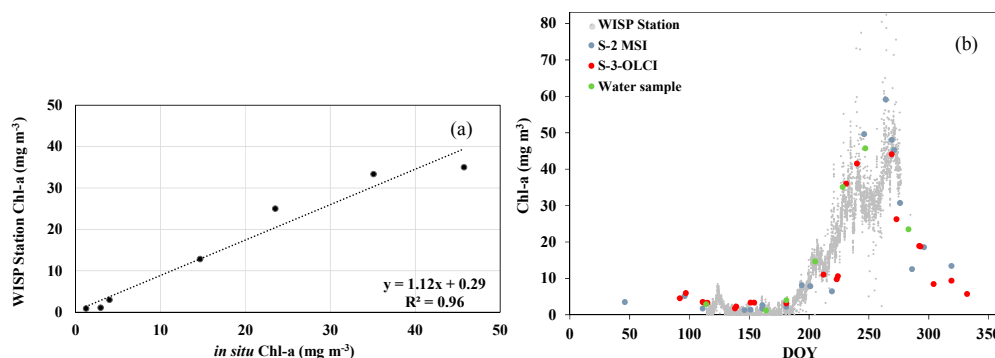 WISP Station Chl-a (mg m-3)
50
40
30
20
10
0
(a)
y = 1.12x + 0.29
R² = 0.96
0 10 20 30 40 50
in situ Chl-a (mg m-3)
Chl-a (mg m-3)
80
70
60
50
40
30
20
10
0
WISP Station
S-2 MSI
S-3-OLCI
Water sample
(b)
0 50 100 150 200 250 300 350
DOY